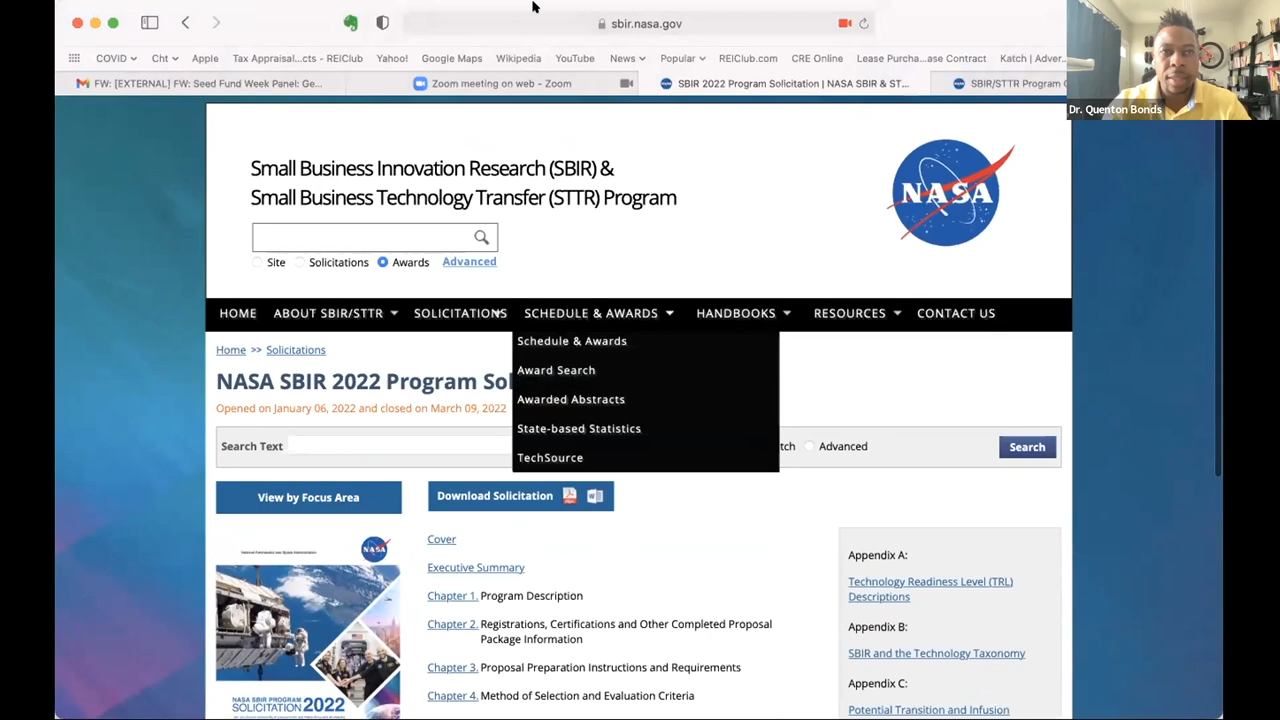 sbir.nasa.gov
COVID
Cht
Apple
Tax Appraisal...cts - REIClub
Yahoo!
Google Maps
Wikipedia
YouTube
News
Popular
REIClub.com
CRE Online
Lease Purcha...ase Contract
Katch | Adver...
FW: [EXTERNAL] FW: Seed Fund Week Panel: Ge...
Zoom meeting on web - Zoom
SBIR 2022 Program Solicitation | NASA SBIR & ST...
SBIR/STTR Program
Dr. Quenton Bonds
Small Business Innovation Research (SBIR) &
Small Business Technology Transfer (STTR) Program
NASA
Site
Solicitations
Awards
Advanced
HOME
ABOUT SBIR/STTR
SOLICITATIONS
SCHEDULE & AWARDS
HANDBOOKS
RESOURCES
CONTACT US
Schedule & Awards
Award Search
Awarded Abstracts
State-based Statistics
TechSource
Home >> Solicitations
NASA SBIR 2022 Program Sol
Opened on January 06, 2022 and closed on March 09, 2022
Search Text
tch
Advanced
Search
View by Focus Area
Download Solicitation
Cover
Executive Summary
Chapter 1. Program Description
Chapter 2. Registrations, Certifications and Other Completed Proposal
Package Information
Chapter 3. Proposal Preparation Instructions and Requirements
Chapter 4. Method of Selection and Evaluation Criteria
Appendix A:
Technology Readiness Level (TRL)
Descriptions
Appendix B:
SBIR and the Technology Taxonomy
Appendix C:
Potential Transition and Infusion
National Aeronautics and Space Administration
NASA
NASA SBIR PROGRAM
SOLICITATION 2022